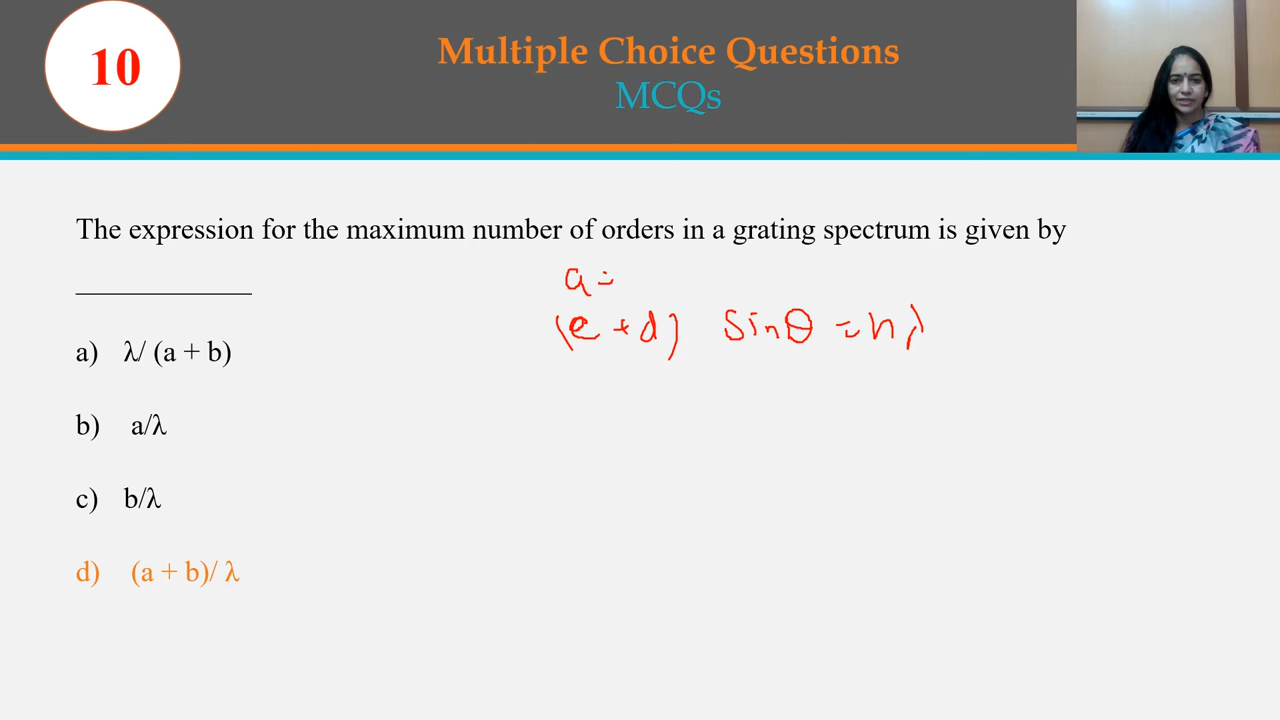 10
Multiple Choice Questions
MCQs
The expression for the maximum number of orders in a grating spectrum is given by
____________
a =
(e + d) Sinθ = nλ
a) λ/ (a + b)
b) a/λ
c) b/λ
d) (a + b)/ λ